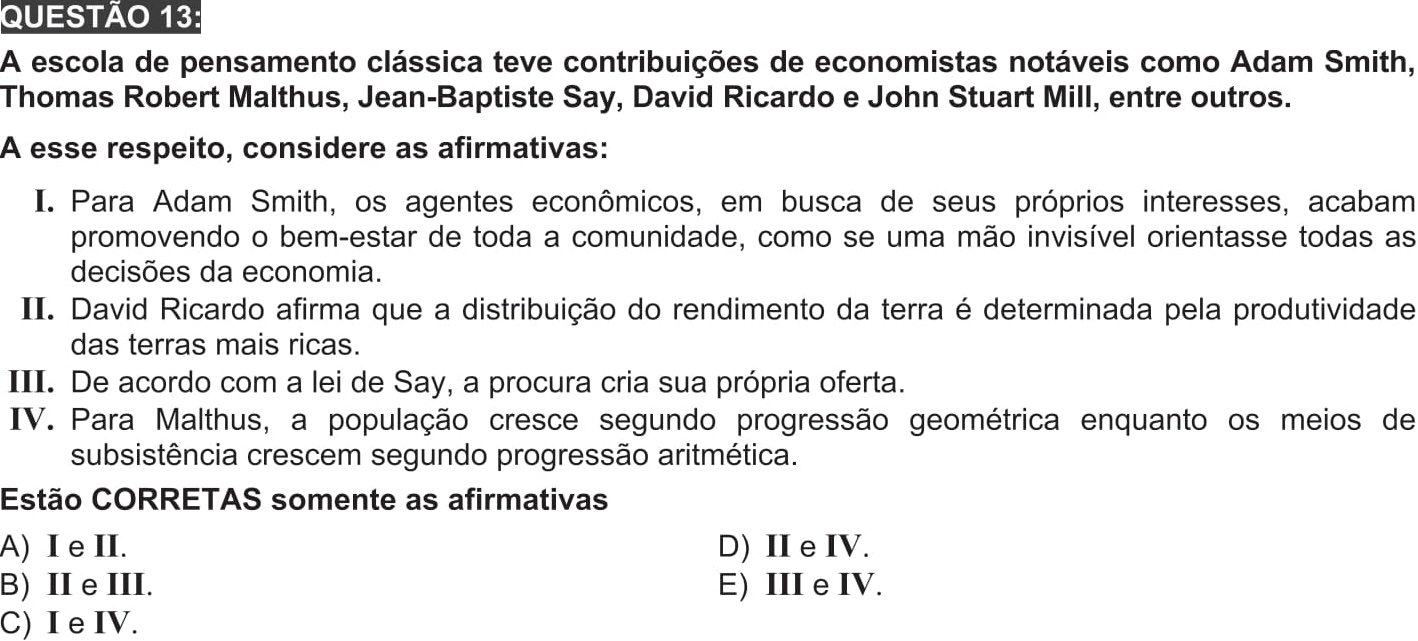 QUESTÃO 13:
A escola de pensamento clássica teve contribuições de economistas notáveis como Adam Smith,
Thomas Robert Malthus, Jean-Baptiste Say, David Ricardo e John Stuart Mill, entre outros.
A esse respeito, considere as afirmativas:
I. Para Adam Smith, os agentes econômicos, em busca de seus próprios interesses, acabam
promovendo o bem-estar de toda a comunidade, como se uma mão invisível orientasse todas as
decisões da economia.
II. David Ricardo afirma que a distribuição do rendimento da terra é determinada pela produtividade
das terras mais ricas.
III. De acordo com a lei de Say, a procura cria sua própria oferta.
IV. Para Malthus, a população cresce segundo progressão geométrica enquanto os meios de
subsistência crescem segundo progressão aritmética.
Estão CORRETAS somente as afirmativas
A) I e II.
B) II e III.
C) I e IV.
D) II e IV.
E) III e IV.